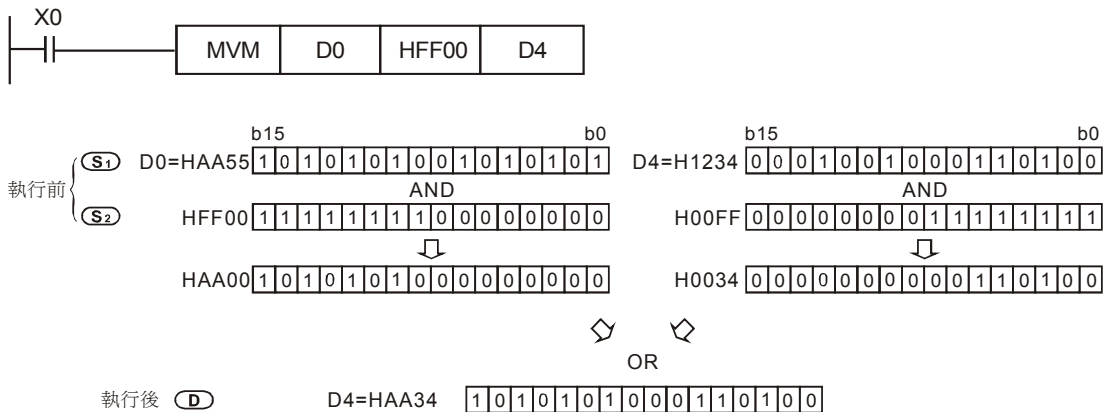 X0
MVM D0 HFF00 D4
b15 b0 b15 b0
執行前 S1 D0=HAA55 1 0 1 0 1 0 1 0 0 1 0 1 0 1 0 1 D4=H1234 0 0 0 1 0 0 1 0 0 0 1 1 0 1 0 0
AND AND
S2 HFF00 1 1 1 1 1 1 1 1 0 0 0 0 0 0 0 0 H00FF 0 0 0 0 0 0 0 0 1 1 1 1 1 1 1 1
HAA00 1 0 1 0 1 0 1 0 0 0 0 0 0 0 0 0 H0034 0 0 0 0 0 0 0 0 0 0 1 1 0 1 0 0
OR
執行後 D D4=HAA34 1 0 1 0 1 0 1 0 0 0 1 1 0 1 0 0